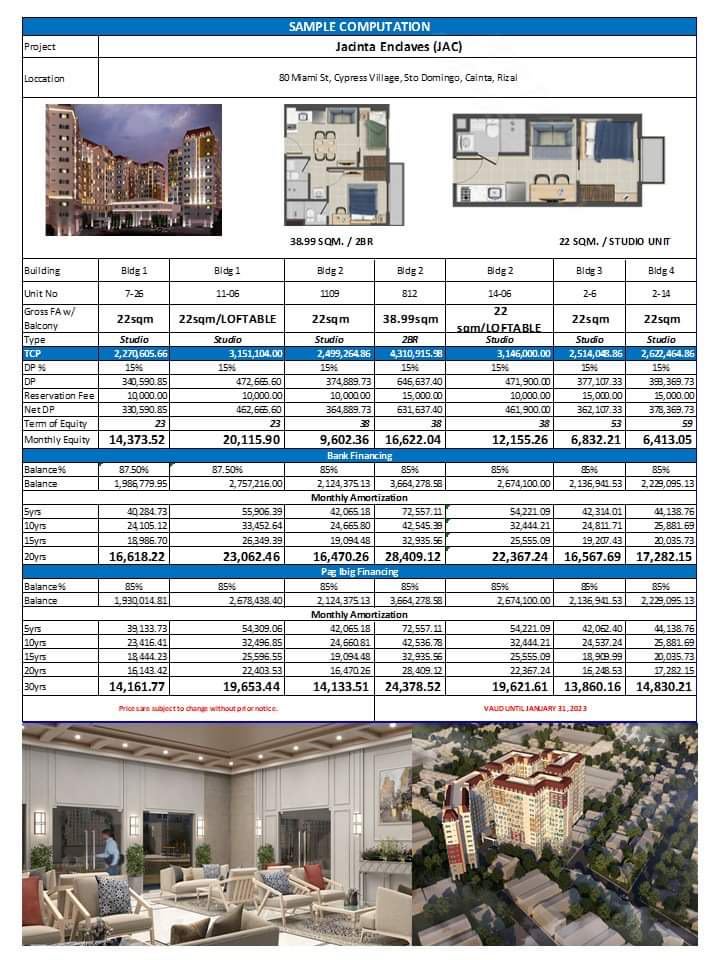 SAMPLE COMPUTATION
Project Jacinta Enclaves (JAC)
Loccation 80 Miami St, Cypress Village, Sto Domingo, Cainta, Rizal
38.99 SQM. / 2BR 22 SQM. / STUDIO UNIT
Building Bldg 1 Bldg 1 Bldg 2 Bldg 2 Bldg 2 Bldg 3 Bldg 4
Unit No 7-26 11-06 1109 812 14-06 2-6 2-14
Gross FA w/ Balcony 22sqm 22sqm/LOFTABLE 22sqm 38.99sqm 22 sqm/LOFTABLE 22sqm 22sqm
Type Studio Studio Studio 2BR Studio Studio Studio
TCP 2,270,605.66 3,151,104.00 2,499,264.86 4,310,915.98 3,146,000.00 2,514,048.86 2,622,464.86
DP % 15% 15% 15% 15% 15% 15% 15%
DP 340,590.85 472,665.60 374,889.73 646,637.40 471,900.00 377,107.33 393,369.73
Reservation Fee 10,000.00 10,000.00 10,000.00 15,000.00 10,000.00 15,000.00 15,000.00
Net DP 330,590.85 462,665.60 364,889.73 631,637.40 461,900.00 362,107.33 378,369.73
Term of Equity 23 23 38 38 38 53 59
Monthly Equity 14,373.52 20,115.90 9,602.36 16,622.04 12,155.26 6,832.21 6,413.05
Bank Financing
Balance% 87.50% 87.50% 85% 85% 85% 85% 85%
Balance 1,986,779.95 2,757,216.00 2,124,375.13 3,664,278.58 2,674,100.00 2,136,941.53 2,229,095.13
Monthly Amortization
5yrs 40,284.73 55,906.39 42,065.18 72,557.11 54,221.09 42,314.01 44,138.76
10yrs 24,105.12 33,452.64 24,665.80 42,545.39 32,444.21 24,811.71 25,881.69
15yrs 18,986.70 26,349.39 19,094.48 32,935.56 25,555.09 19,207.43 20,035.73
20yrs 16,618.22 23,062.46 16,470.26 28,409.12 22,367.24 16,567.69 17,282.15
Pag Ibig Financing
Balance% 85% 85% 85% 85% 85% 85% 85%
Balance 1,930,014.81 2,678,438.40 2,124,375.13 3,664,278.58 2,674,100.00 2,136,941.53 2,229,095.13
Monthly Amortization
5yrs 39,133.73 54,309.06 42,065.18 72,557.11 54,221.09 42,062.40 44,138.76
10yrs 23,416.41 32,496.85 24,660.81 42,536.78 32,444.21 24,537.24 25,881.69
15yrs 18,444.23 25,596.55 19,094.48 32,935.56 25,555.09 18,909.99 20,035.73
20yrs 16,143.42 22,403.53 16,470.26 28,409.12 22,367.24 16,248.53 17,282.15
30yrs 14,161.77 19,653.44 14,133.51 24,378.52 19,621.61 13,860.16 14,830.21
Prices are subject to change without prior notice. VALID UNTIL JANUARY 31, 2023